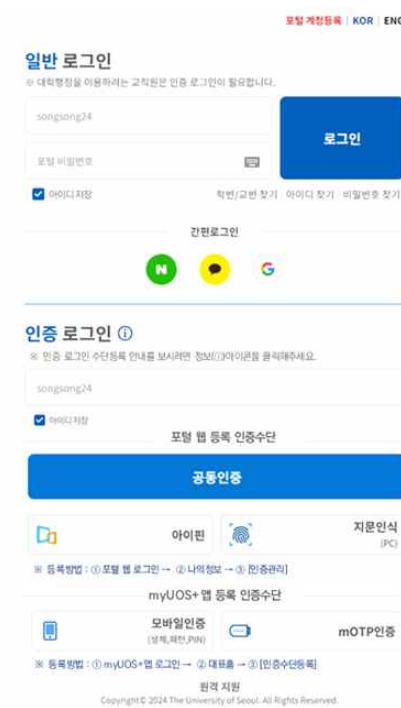 포털 계정등록 | KOR | ENG
일반 로그인
※ 대학행정을 이용하려는 교직원은 인증 로그인이 필요합니다.
songsong24
로그인
포털 비밀번호
아이디 저장
학번/교번 찾기 아이디 찾기 비밀번호 찾기
간편로그인
N
G
인증 로그인 ⓘ
※ 인증 로그인 수단등록 안내를 보시려면 정보(ⓘ)아이콘을 클릭해주세요.
songsong24
아이디 저장
포털 웹 등록 인증수단
공동인증
아이핀
지문인식
(PC)
※ 등록방법 : ① 포털 웹 로그인 → ② 나의정보 → ③ [인증관리]
myUOS+ 앱 등록 인증수단
모바일인증
(생체,패턴,PIN)
mOTP인증
※ 등록방법 : ① myUOS+앱 로그인 → ② 대표홈 → ③ [인증수단등록]
원격 지원
Copyright© 2024 The University of Seoul. All Rights Reserved.